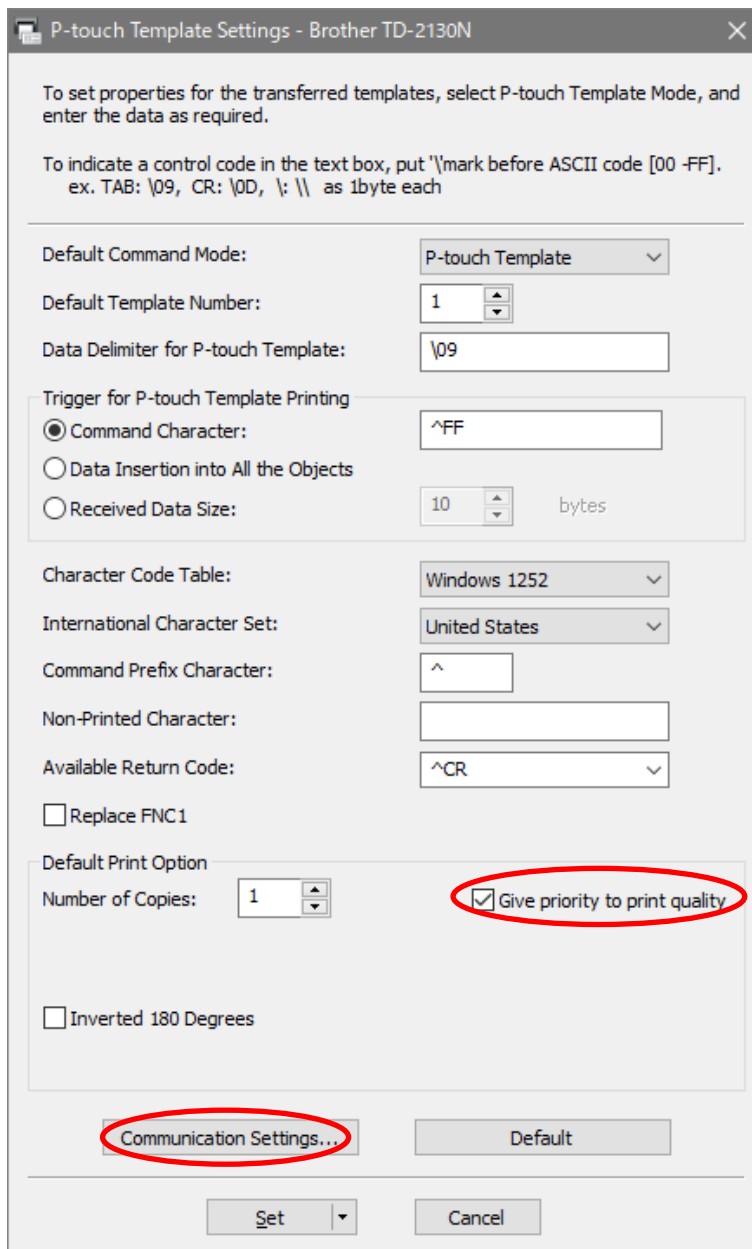 P-touch Template Settings - Brother TD-2130N
To set properties for the transferred templates, select P-touch Template Mode, and
enter the data as required.
To indicate a control code in the text box, put '\'mark before ASCII code [00 -FF].
ex. TAB: \09, CR: \0D, \: \\ as 1byte each
Default Command Mode: P-touch Template
Default Template Number: 1
Data Delimiter for P-touch Template: \09
Trigger for P-touch Template Printing
Command Character: ^FF
Data Insertion into All the Objects
Received Data Size: 10 bytes
Character Code Table: Windows 1252
International Character Set: United States
Command Prefix Character: ^
Non-Printed Character:
Available Return Code: ^CR
Replace FNC1
Default Print Option
Number of Copies: 1 Give priority to print quality
Inverted 180 Degrees
Communication Settings... Default
Set Cancel